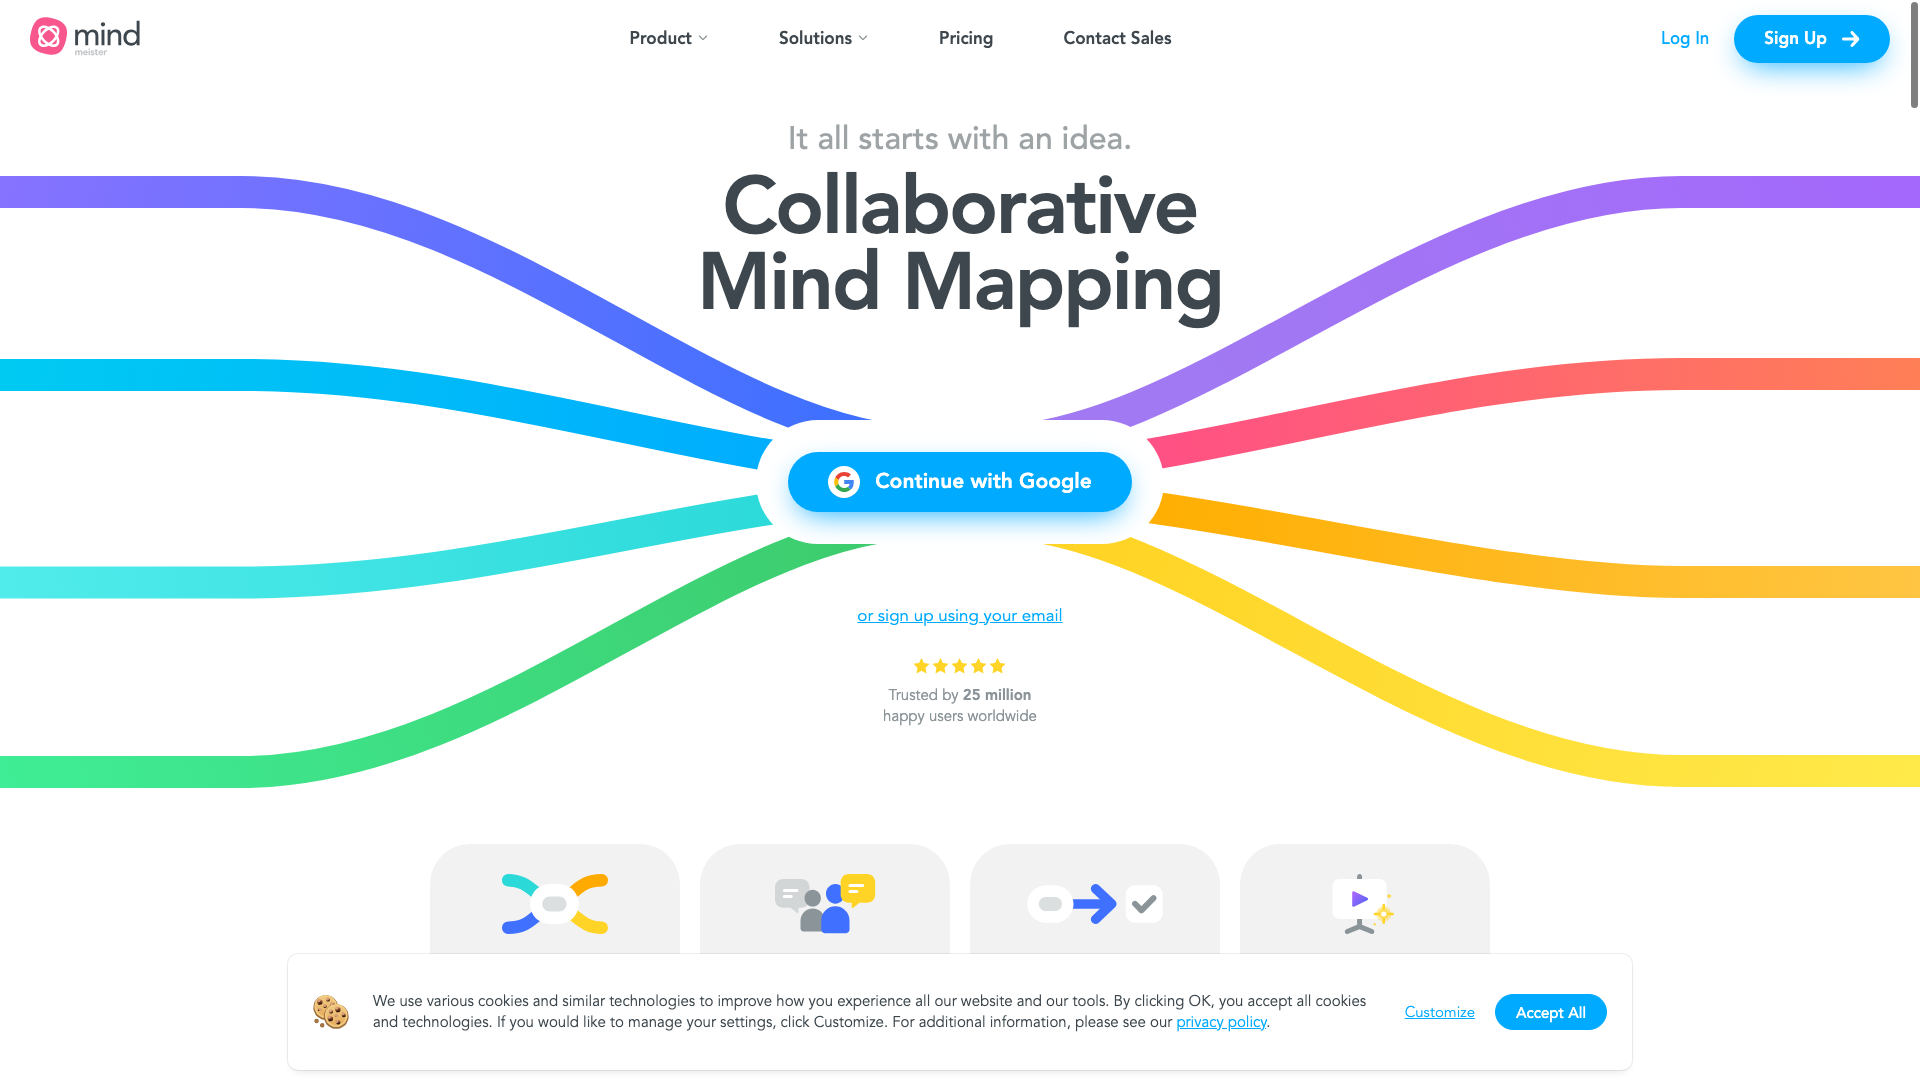 mind
meister
Product
Solutions
Pricing
Contact Sales
Log In
Sign Up
It all starts with an idea.
Collaborative
Mind Mapping
Continue with Google
or sign up using your email
Trusted by 25 million
happy users worldwide
We use various cookies and similar technologies to improve how you experience all our website and our tools. By clicking OK, you accept all cookies
and technologies. If you would like to manage your settings, click Customize. For additional information, please see our privacy policy.
Customize
Accept All